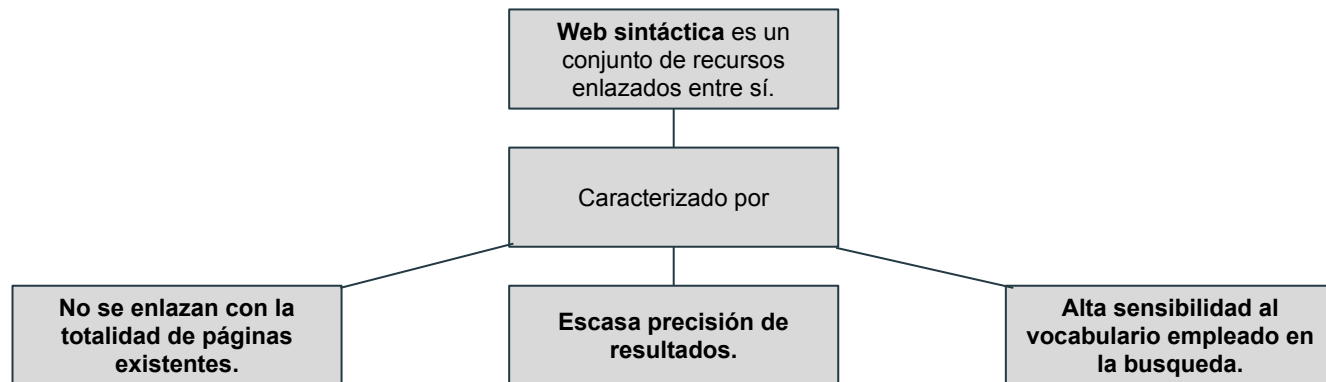 Web sintáctica es un
conjunto de recursos
enlazados entre sí.
Caracterizado por
No se enlazan con la
totalidad de páginas
existentes.
Escasa precisión de
resultados.
Alta sensibilidad al
vocabulario empleado en
la busqueda.